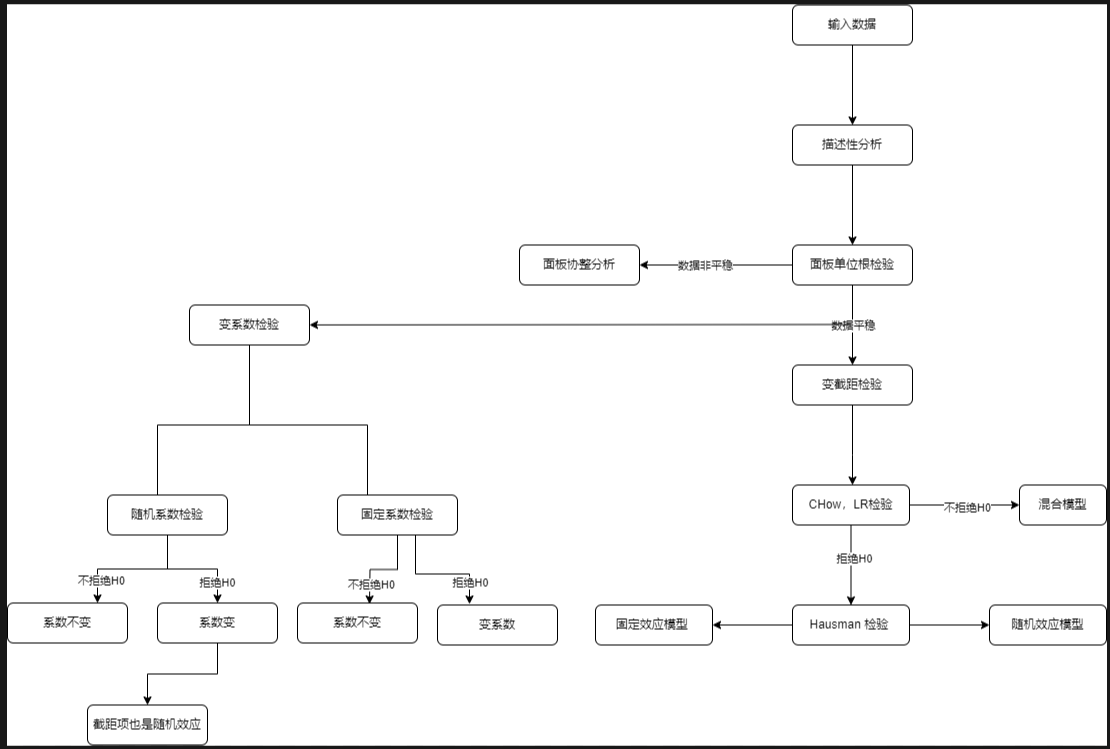 输入数据
描述性分析
面板协整分析
数据非平稳
面板单位根检验
变系数检验
数据平稳
变截距检验
随机系数检验
固定系数检验
CHow，LR检验
不拒绝H0
混合模型
拒绝H0
不拒绝H0
拒绝H0
不拒绝H0
拒绝H0
系数不变
系数变
系数不变
变系数
固定效应模型
Hausman 检验
随机效应模型
截距项也是随机效应